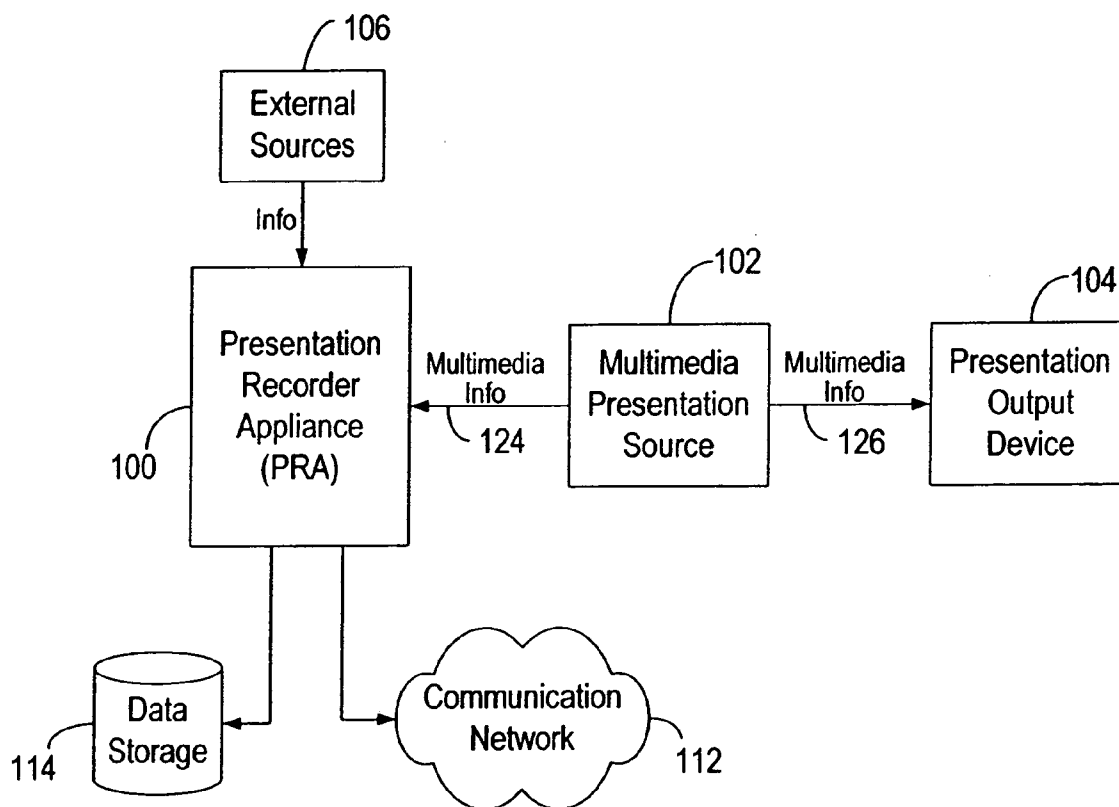 106
External
Sources
Info
102
104
Presentation
Recorder
Appliance
(PRA)
100
Multimedia
Info
124
Multimedia
Presentation
Source
Multimedia
Info
126
Presentation
Output
Device
Data
Storage
114
Communication
Network
112